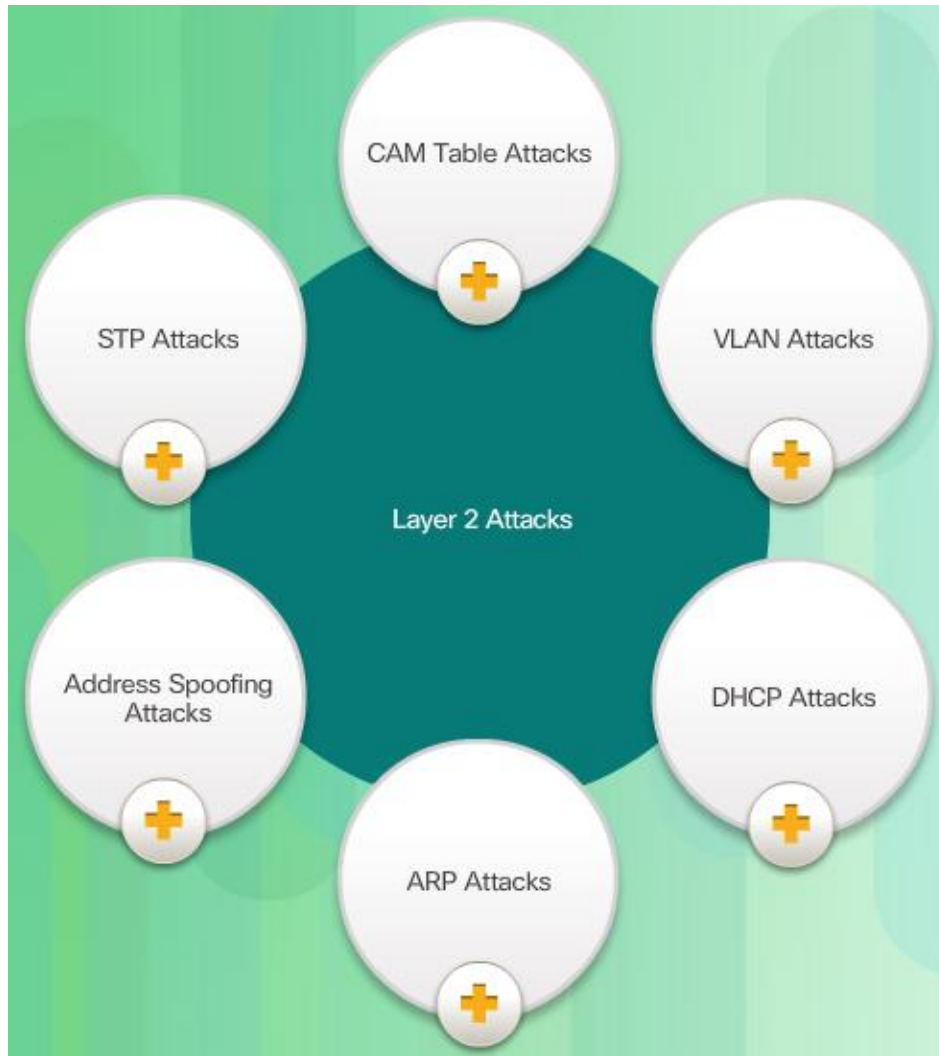 CAM Table Attacks
STP Attacks
VLAN Attacks
Layer 2 Attacks
Address Spoofing
Attacks
DHCP Attacks
ARP Attacks